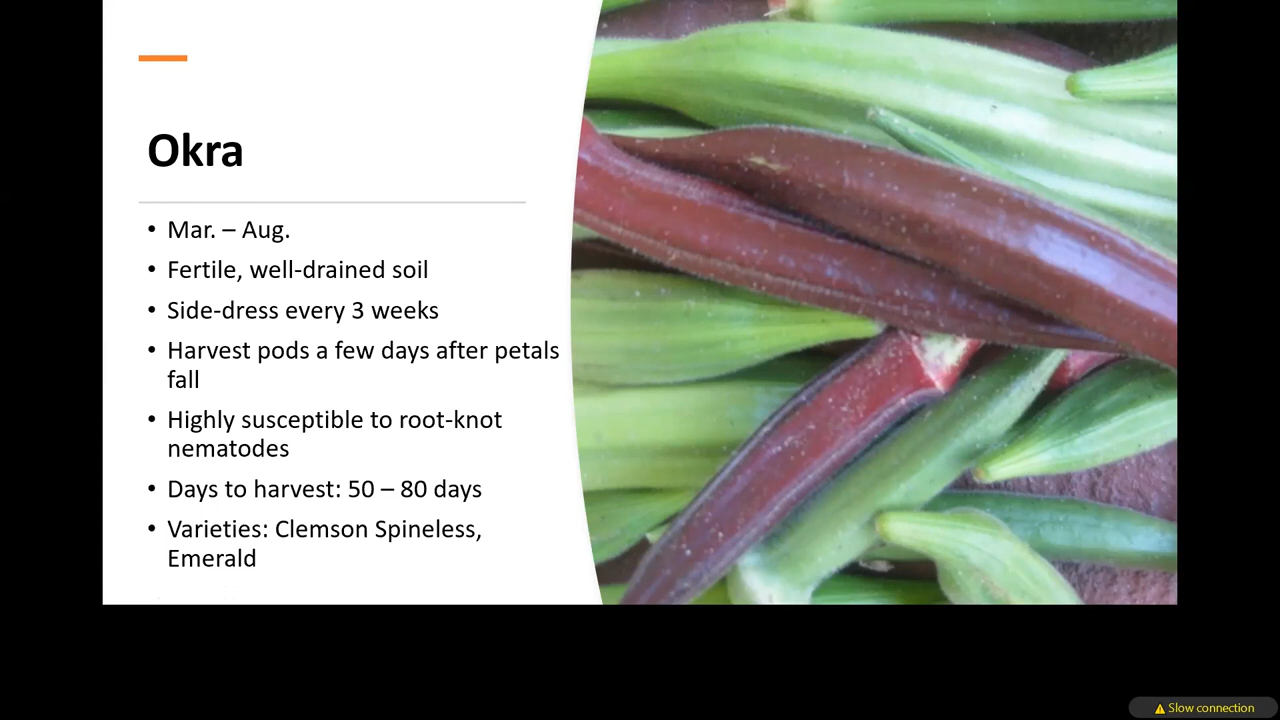 Okra
• Mar. – Aug.
• Fertile, well-drained soil
• Side-dress every 3 weeks
• Harvest pods a few days after petals
fall
• Highly susceptible to root-knot
nematodes
• Days to harvest: 50 – 80 days
• Varieties: Clemson Spineless,
Emerald
Slow connection